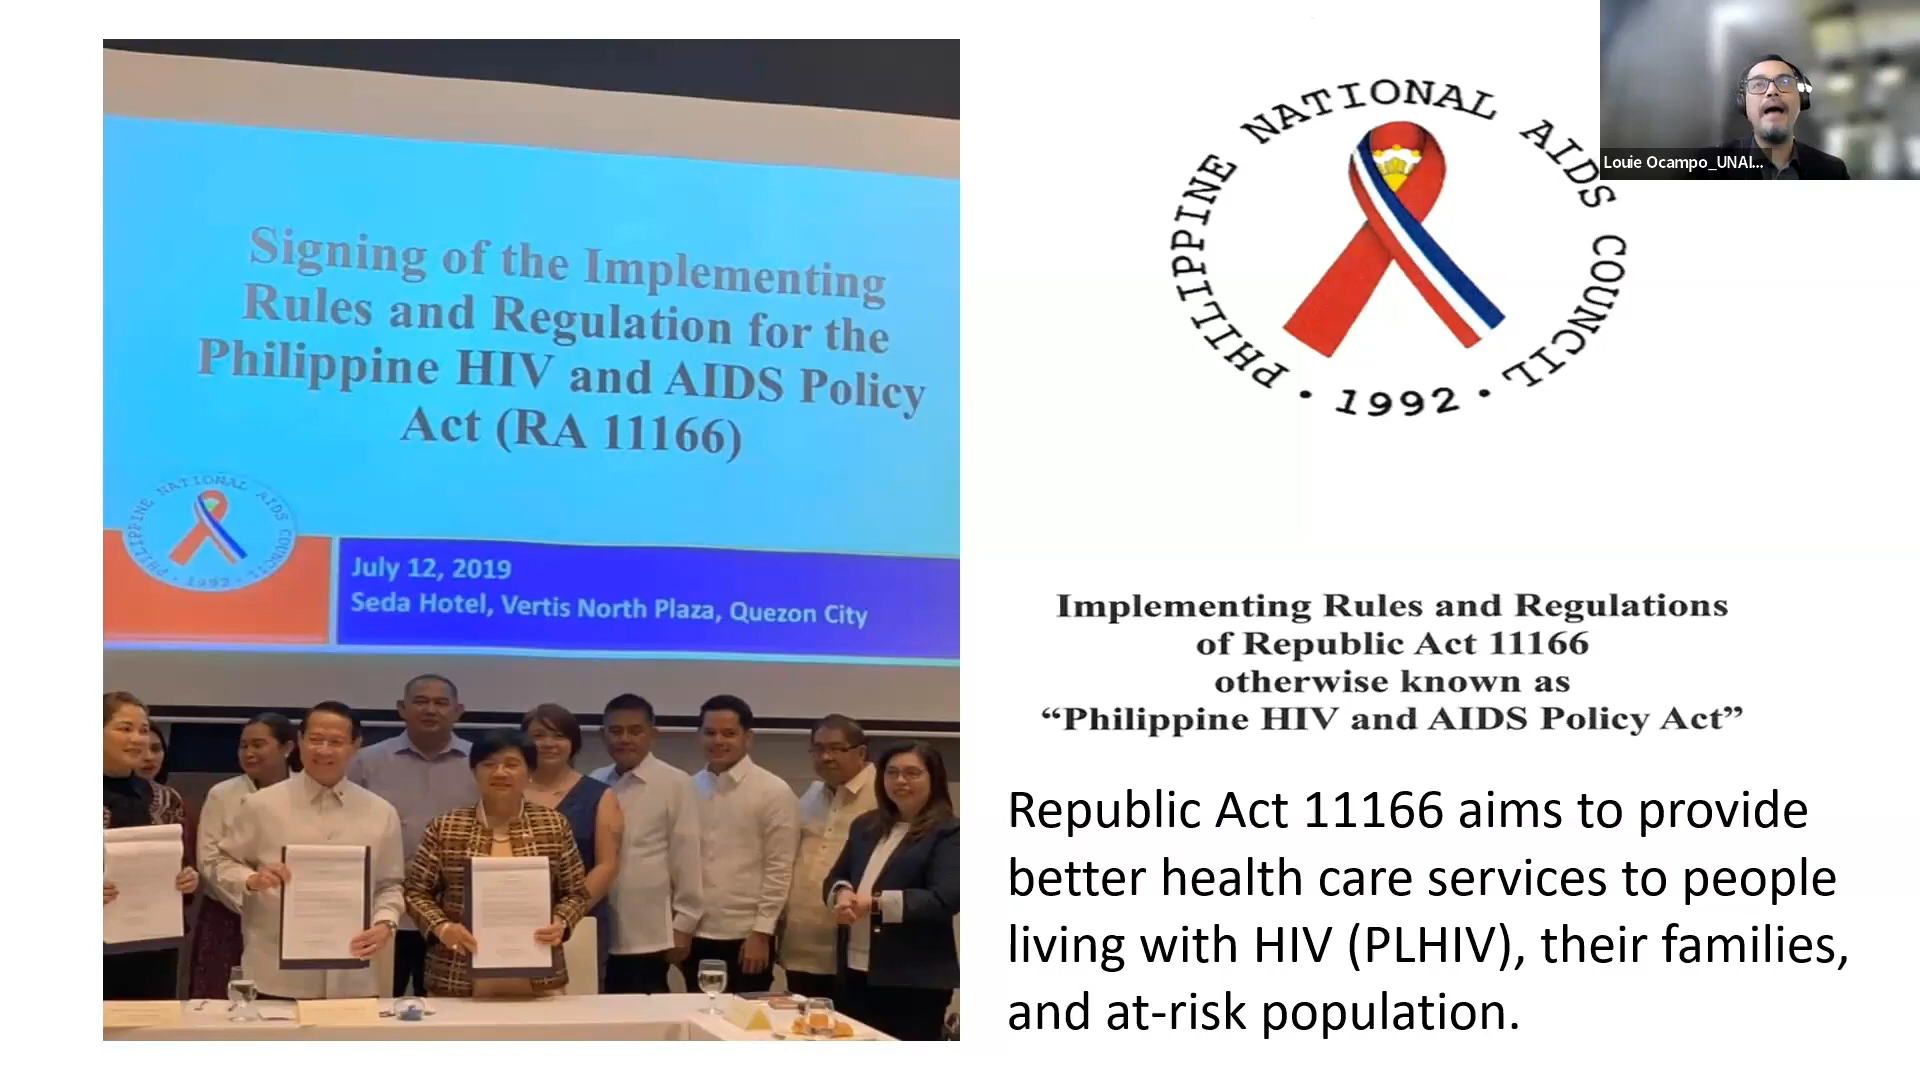 Signing of the Implementing
Rules and Regulation for the
Philippine HIV and AIDS Policy
Act (RA 11166)
PHILIPPINE NATIONAL AIDS COUNCIL
• 1992 •
July 12, 2019
Seda Hotel, Vertis North Plaza, Quezon City
PHILIPPINE NATIONAL AIDS COUNCIL
• 1992 •
Louie Ocampo_UNAI...
Implementing Rules and Regulations
of Republic Act 11166
otherwise known as
“Philippine HIV and AIDS Policy Act”
Republic Act 11166 aims to provide
better health care services to people
living with HIV (PLHIV), their families,
and at-risk population.